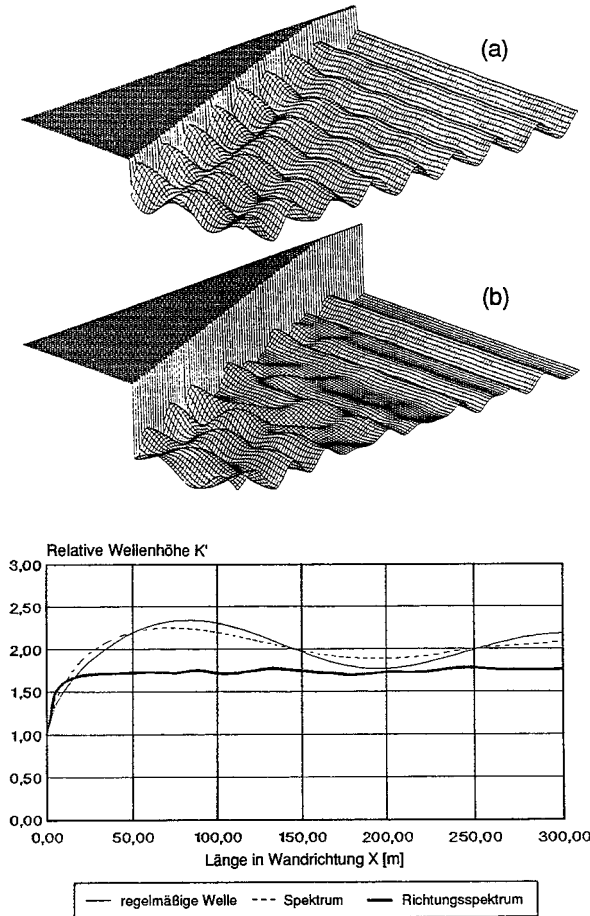 (a)
(b)
Relative Wellenhöhe K'
3,00
2,50
2,00
1,50
1,00
0,50
0,00
0,00 50,00 100,00 150,00 200,00 250,00 300,00
Länge in Wandrichtung X [m]
regelmäßige Welle Spektrum Richtungsspektrum